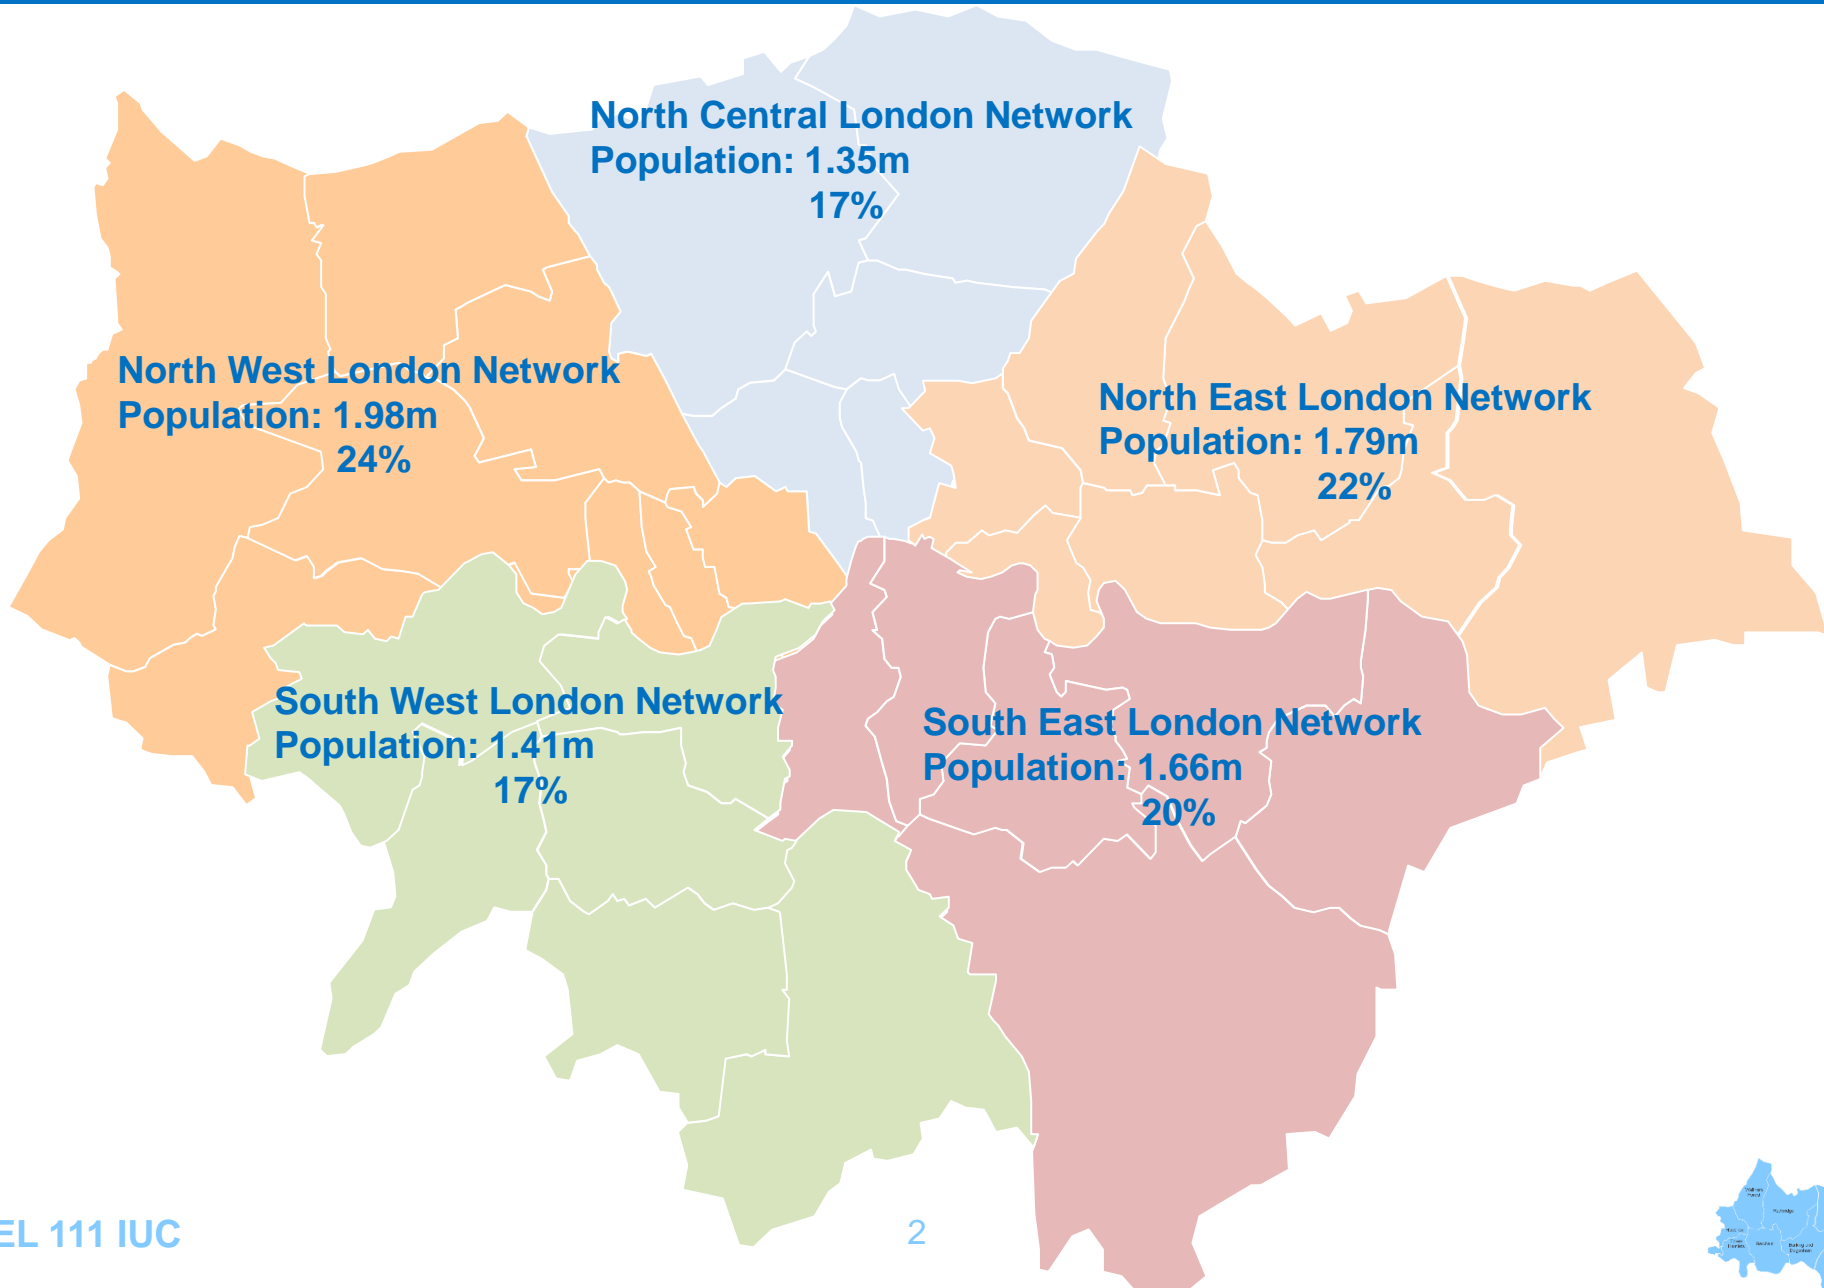 North Central London Network
Population: 1.35m
17%
North West London Network
Population: 1.98m
24%
North East London Network
Population: 1.79m
22%
South West London Network
Population: 1.41m
17%
South East London Network
Population: 1.66m
20%
EL 111 IUC
2
Redbridge
Newham